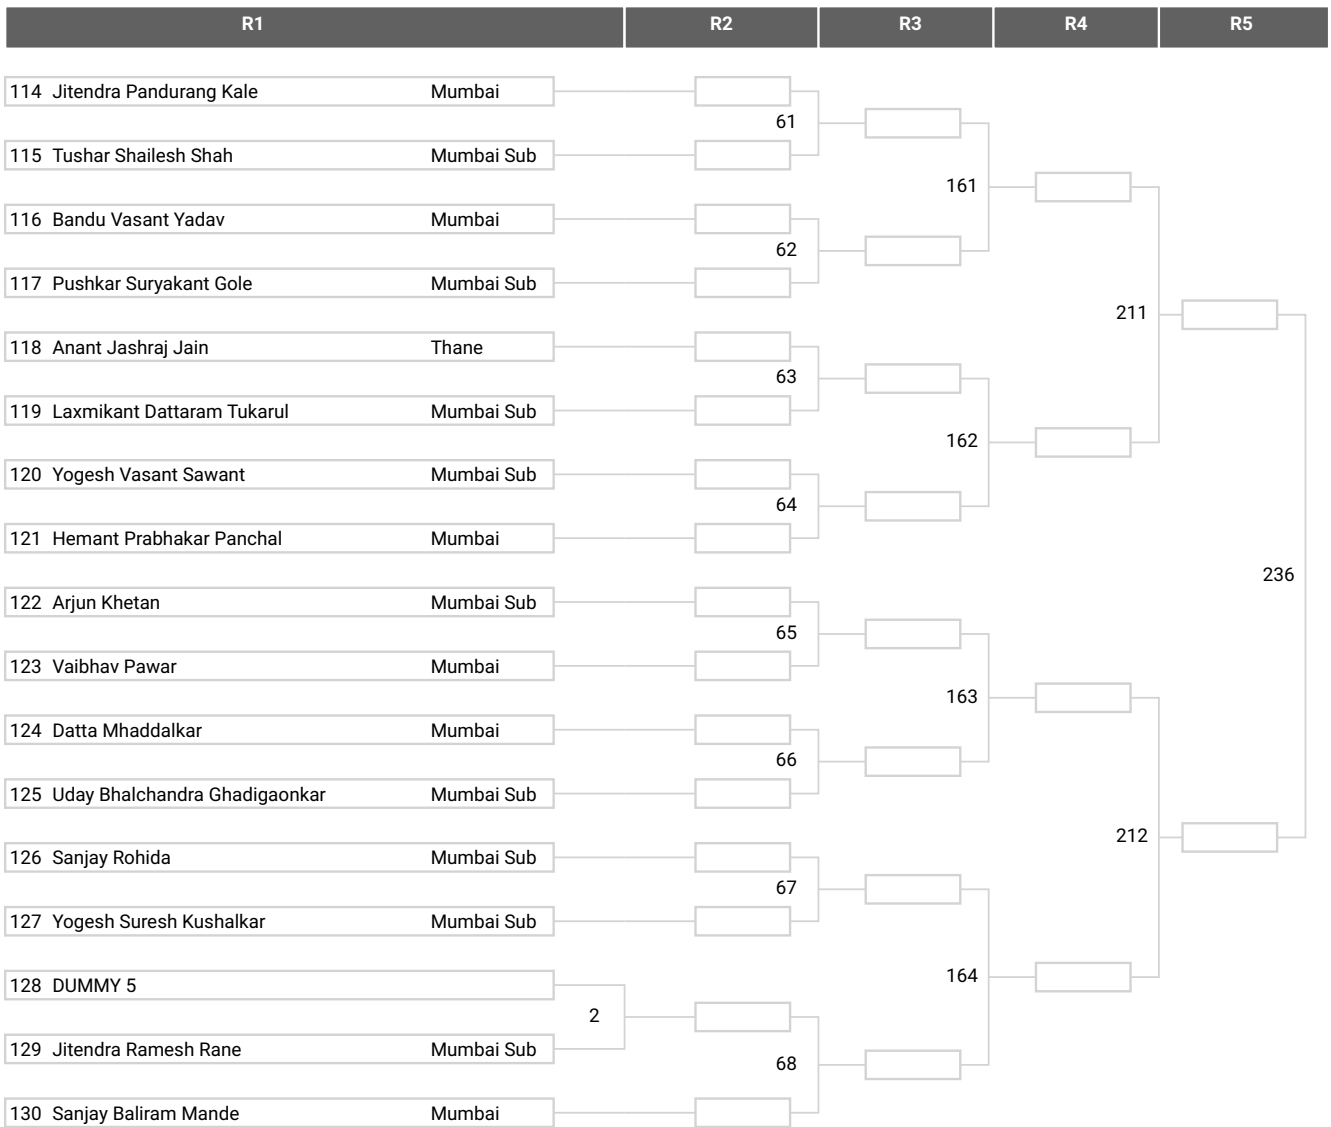 R1 R2 R3 R4 R5
114 Jitendra Pandurang Kale Mumbai
61
115 Tushar Shailesh Shah Mumbai Sub
161
116 Bandu Vasant Yadav Mumbai
62
117 Pushkar Suryakant Gole Mumbai Sub
211
118 Anant Jashraj Jain Thane
63
119 Laxmikant Dattaram Tukarul Mumbai Sub
162
120 Yogesh Vasant Sawant Mumbai Sub
64
121 Hemant Prabhakar Panchal Mumbai
236
122 Arjun Khetan Mumbai Sub
65
123 Vaibhav Pawar Mumbai
163
124 Datta Mhaddalkar Mumbai
66
125 Uday Bhalchandra Ghadigaonkar Mumbai Sub
212
126 Sanjay Rohida Mumbai Sub
67
127 Yogesh Suresh Kushalkar Mumbai Sub
164
128 DUMMY 5
2
129 Jitendra Ramesh Rane Mumbai Sub
68
130 Sanjay Baliram Mande Mumbai